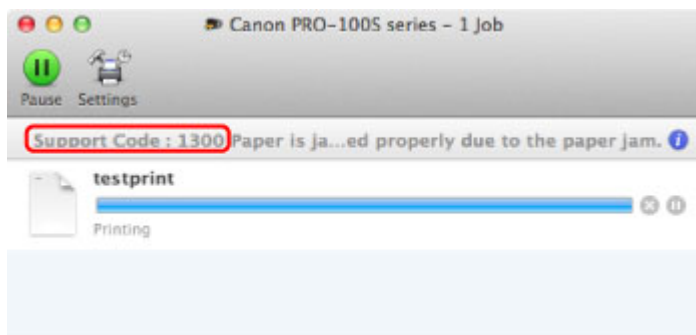 Canon PRO-100S series - 1 Job
Pause Settings
Support Code : 1300 Paper is ja...ed properly due to the paper jam.
testprint
Printing